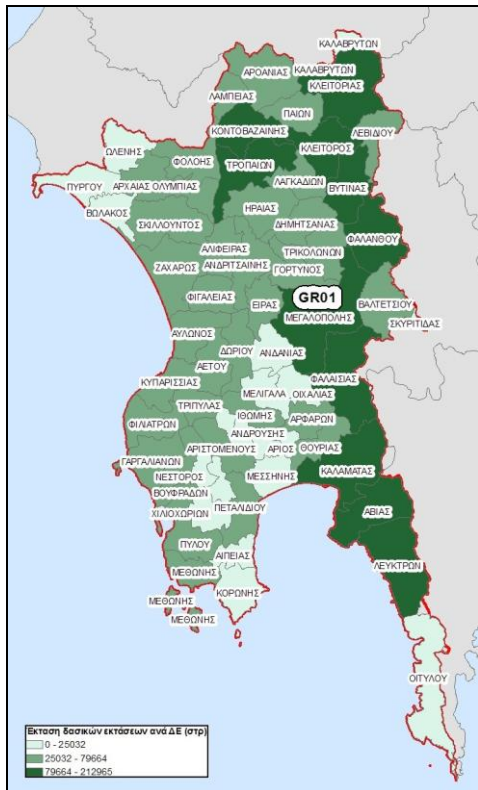 ΚΑΛΑΒΡΥΤΩΝ
ΑΡΟΑΝΙΑΣ
ΚΑΛΑΒΡΥΤΩΝ
ΚΛΕΙΤΟΡΙΑΣ
ΛΑΜΠΕΙΑΣ
ΠΑΙΩΝ
ΚΟΝΤΟΒΑΖΑΙΝΗΣ
ΛΕΒΙΔΙΟΥ
ΩΛΕΝΗΣ
ΚΛΕΙΤΟΡΟΣ
ΦΟΛΟΗΣ
ΤΡΟΠΑΙΩΝ
ΠΥΡΓΟΥ
ΑΡΧΑΙΑΣ ΟΛΥΜΠΙΑΣ
ΛΑΓΚΑΔΙΩΝ
ΒΥΤΙΝΑΣ
ΒΩΛΑΚΟΣ
ΗΡΑΙΑΣ
ΣΚΙΛΛΟΥΝΤΟΣ
ΔΗΜΗΤΣΑΝΑΣ
ΦΑΛΑΝΘΟΥ
ΑΛΙΦΕΙΡΑΣ
ΤΡΙΚΟΛΩΝΩΝ
ΖΑΧΑΡΩΣ
ΑΝΔΡΙΤΣΑΙΝΗΣ
ΓΟΡΤΥΝΟΣ
GR01
ΦΙΓΑΛΕΙΑΣ
ΕΙΡΑΣ
ΒΑΛΤΕΤΣΙΟΥ
ΜΕΓΑΛΟΠΟΛΗΣ
ΣΚΥΡΙΤΙΔΑΣ
ΑΥΛΩΝΟΣ
ΔΩΡΙΟΥ
ΑΝΔΑΝΙΑΣ
ΑΕΤΟΥ
ΚΥΠΑΡΙΣΣΙΑΣ
ΦΑΛΑΙΣΙΑΣ
ΜΕΛΙΓΑΛΑ
ΟΙΧΑΛΙΑΣ
ΤΡΙΠΥΛΑΣ
ΙΘΩΜΗΣ
ΑΡΦΑΡΩΝ
ΦΙΛΙΑΤΡΩΝ
ΑΝΔΡΟΥΣΗΣ
ΑΡΙΣΤΟΜΕΝΟΥΣ
ΑΡΙΟΣ
ΘΟΥΡΙΑΣ
ΓΑΡΓΑΛΙΑΝΩΝ
ΝΕΣΤΟΡΟΣ
ΜΕΣΣΗΝΗΣ
ΚΑΛΑΜΑΤΑΣ
ΒΟΥΦΡΑΔΩΝ
ΧΙΛΙΟΧΩΡΙΩΝ
ΠΕΤΑΛΙΔΙΟΥ
ΑΒΙΑΣ
ΠΥΛΟΥ
ΑΙΠΕΙΑΣ
ΜΕΘΩΝΗΣ
ΛΕΥΚΤΡΩΝ
ΚΟΡΩΝΗΣ
ΜΕΘΩΝΗΣ
ΜΕΘΩΝΗΣ
ΟΙΤΥΛΟΥ
Έκταση δασικών εκτάσεων ανά ΔΕ (στρ)
0 - 25032
25032 - 79664
79664 - 212965